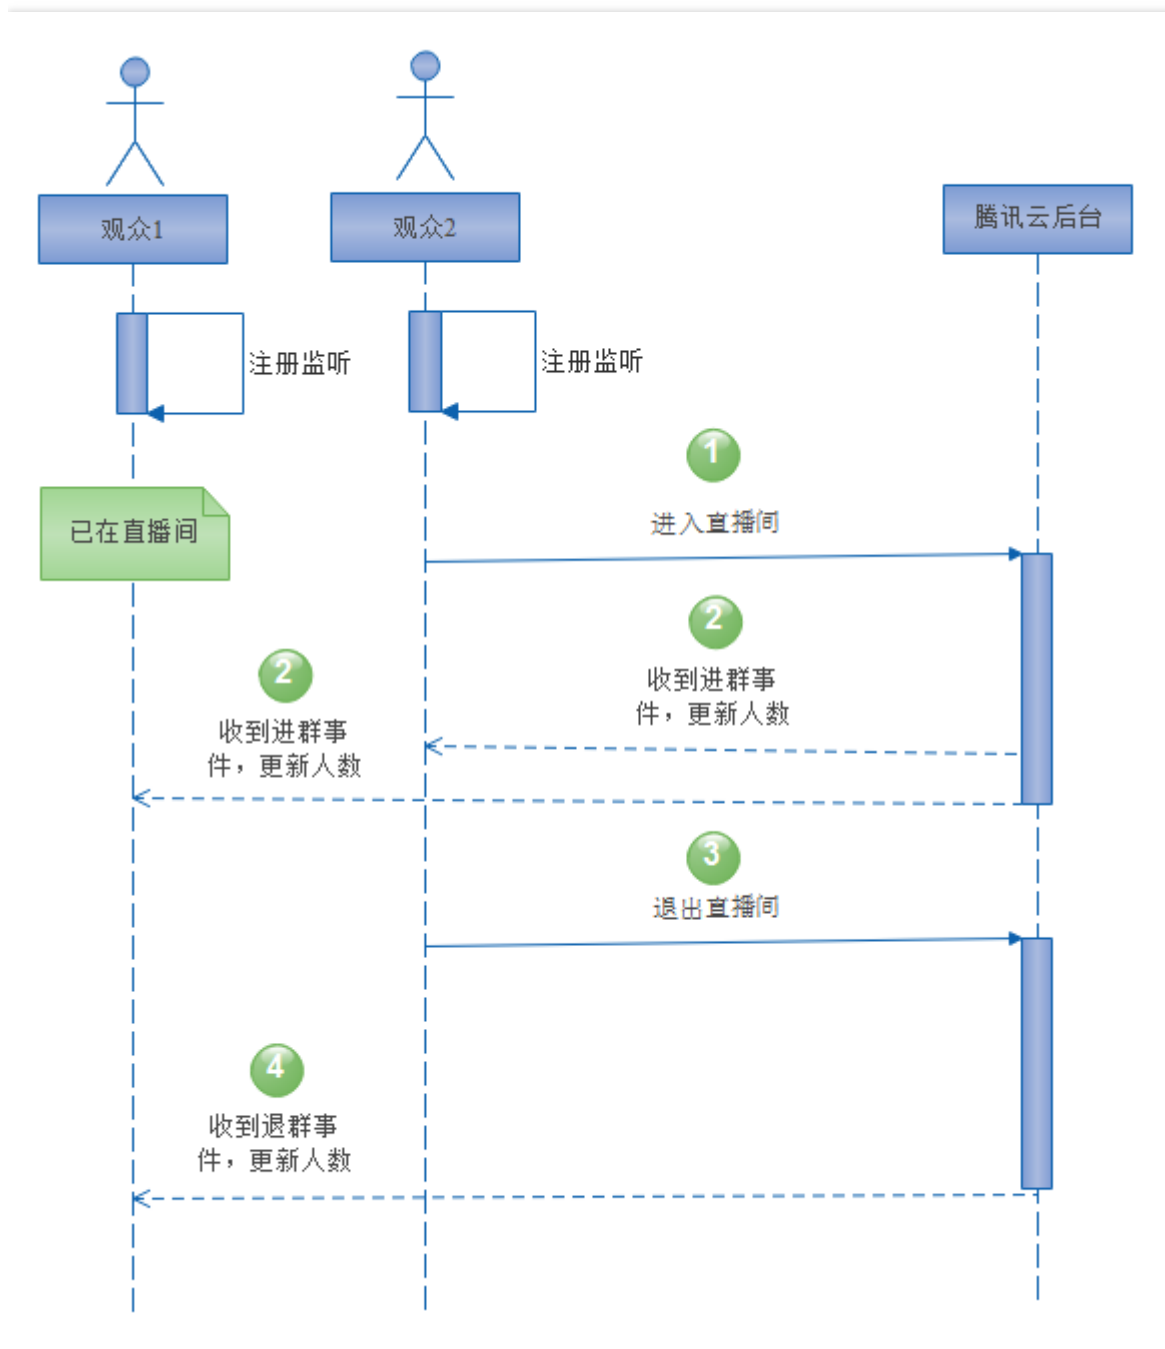 观众1
观众2
腾讯云后台
注册监听
注册监听
1
已在直播间
进入直播间
2
收到进群事
件，更新人数
2
收到进群事
件，更新人数
3
退出直播间
4
收到退群事
件，更新人数